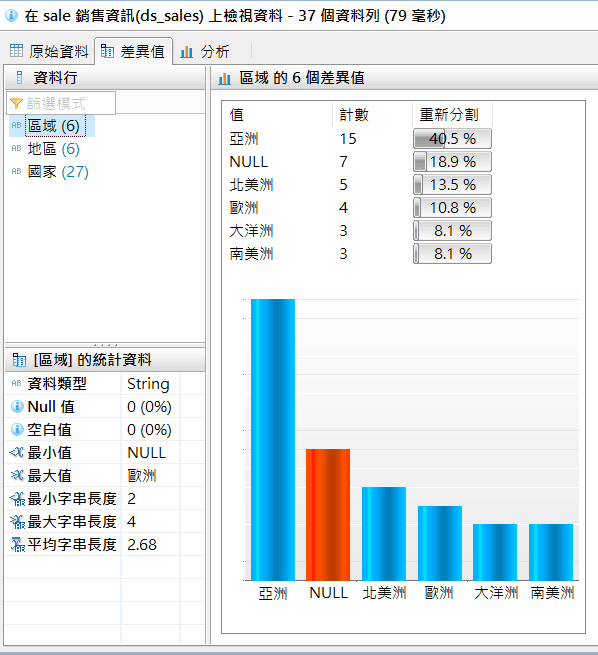 在 sale 銷售資訊(ds_sales) 上檢視資料 - 37 個資料列 (79 毫秒)
原始資料 差異值 分析
資料行
篩選模式
區域 (6)
地區 (6)
國家 (27)
[區域] 的統計資料
資料類型 String
Null 值 0 (0%)
空白值 0 (0%)
最小值 NULL
最大值 歐洲
最小字串長度 2
最大字串長度 4
平均字串長度 2.68
區域 的 6 個差異值
值 計數 重新分割
亞洲 15 40.5 %
NULL 7 18.9 %
北美洲 5 13.5 %
歐洲 4 10.8 %
大洋洲 3 8.1 %
南美洲 3 8.1 %
亞洲 NULL 北美洲 歐洲 大洋洲 南美洲